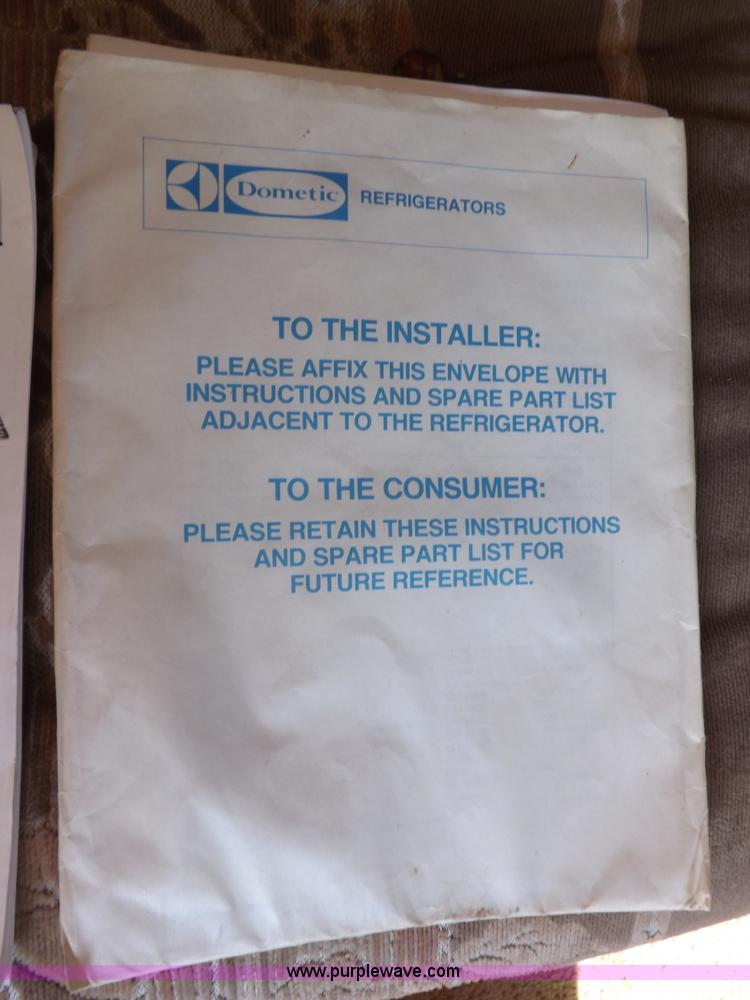 Dometic REFRIGERATORS
TO THE INSTALLER:
PLEASE AFFIX THIS ENVELOPE WITH
INSTRUCTIONS AND SPARE PART LIST
ADJACENT TO THE REFRIGERATOR.
TO THE CONSUMER:
PLEASE RETAIN THESE INSTRUCTIONS
AND SPARE PART LIST FOR
FUTURE REFERENCE.
www.purplewave.com